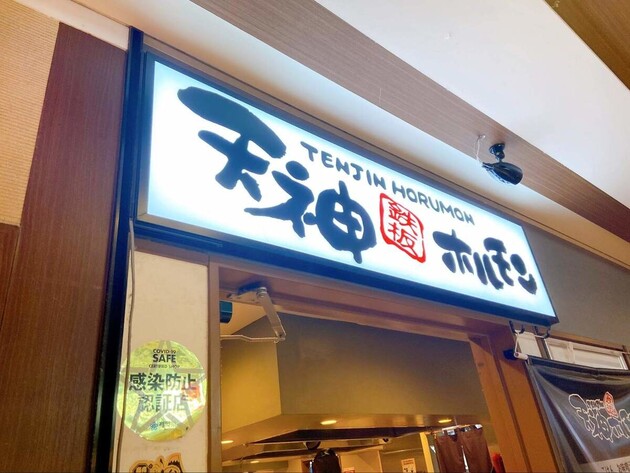 天神
TENJIN HORUMON
鉄板
ホルモン
COVID-19
SAFE
感染防止
認証店